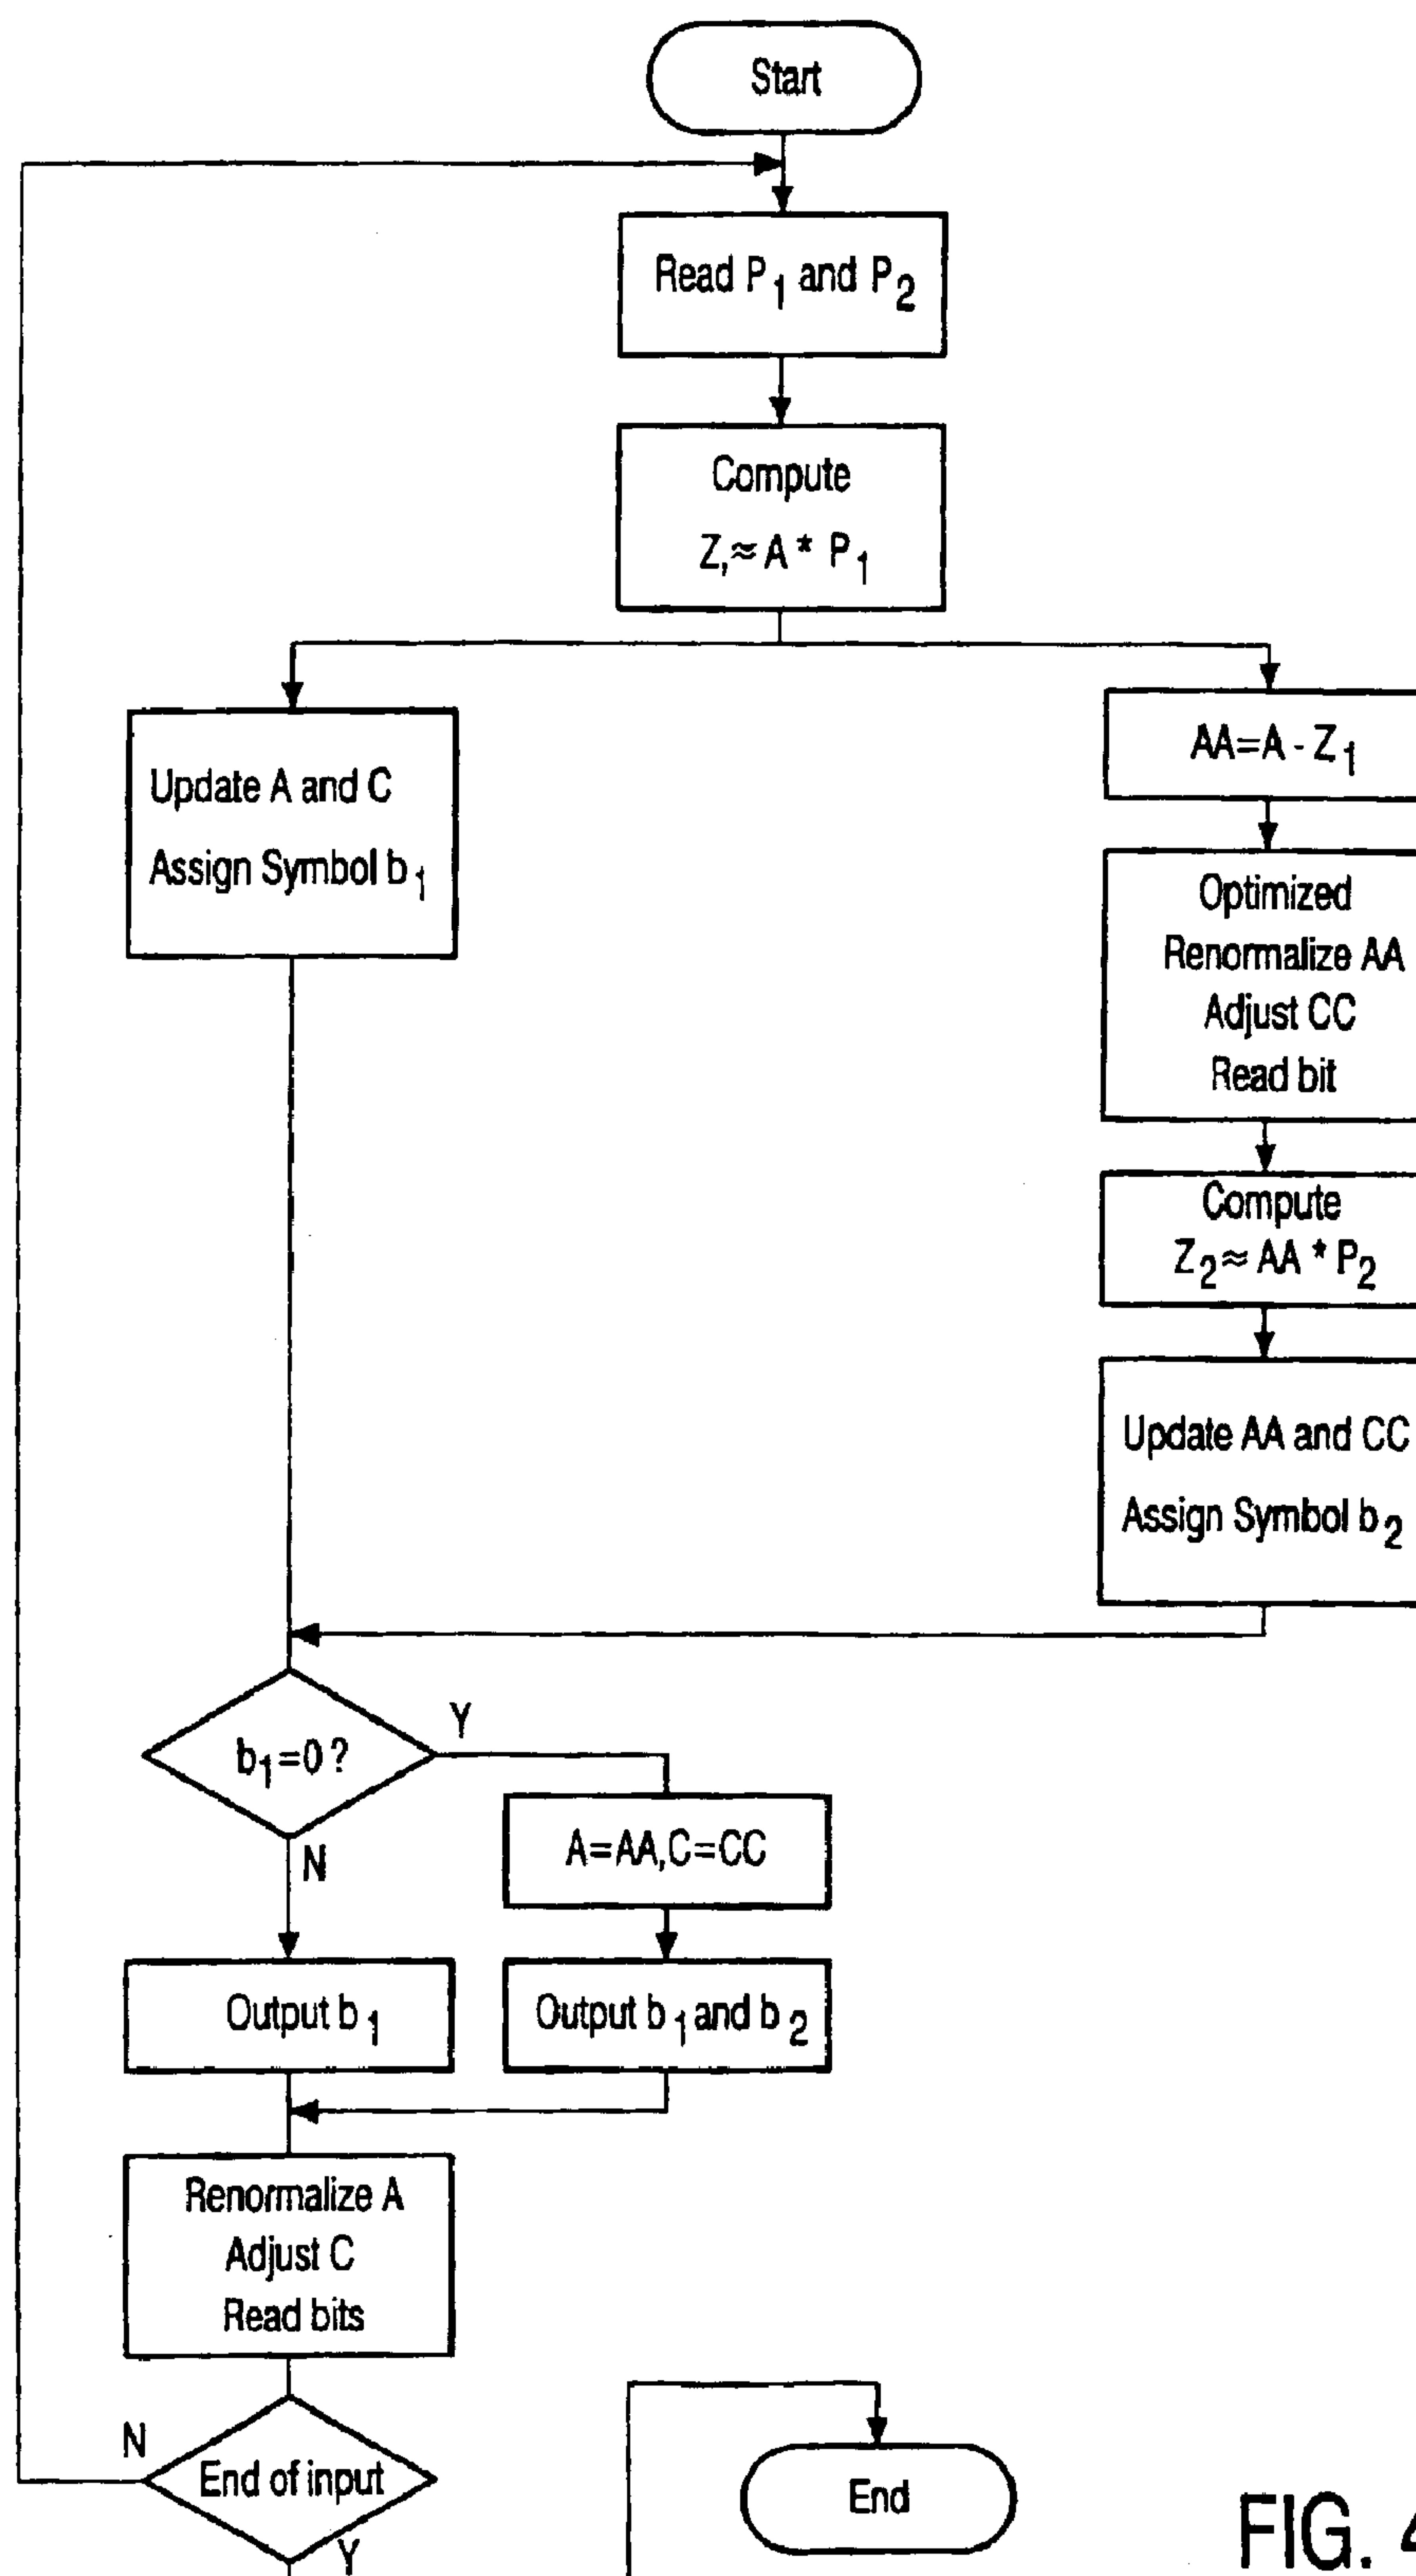 Start
Read P1 and P2
Compute
Z,≈ A * P1
Update A and C
Assign Symbol b1
AA=A - Z1
Optimized
Renormalize AA
Adjust CC
Read bit
Compute
Z2≈ AA * P2
Update AA and CC
Assign Symbol b2
b1=0?
Y
N
A=AA,C=CC
Output b1
Output b1 and b2
Renormalize A
Adjust C
Read bits
N
End of input
Y
End
FIG. 4